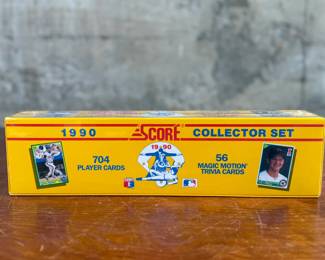 1990 SCORE COLLECTOR SET
1990
704
PLAYER CARDS
56
MAGIC MOTION
TRIVIA CARDS